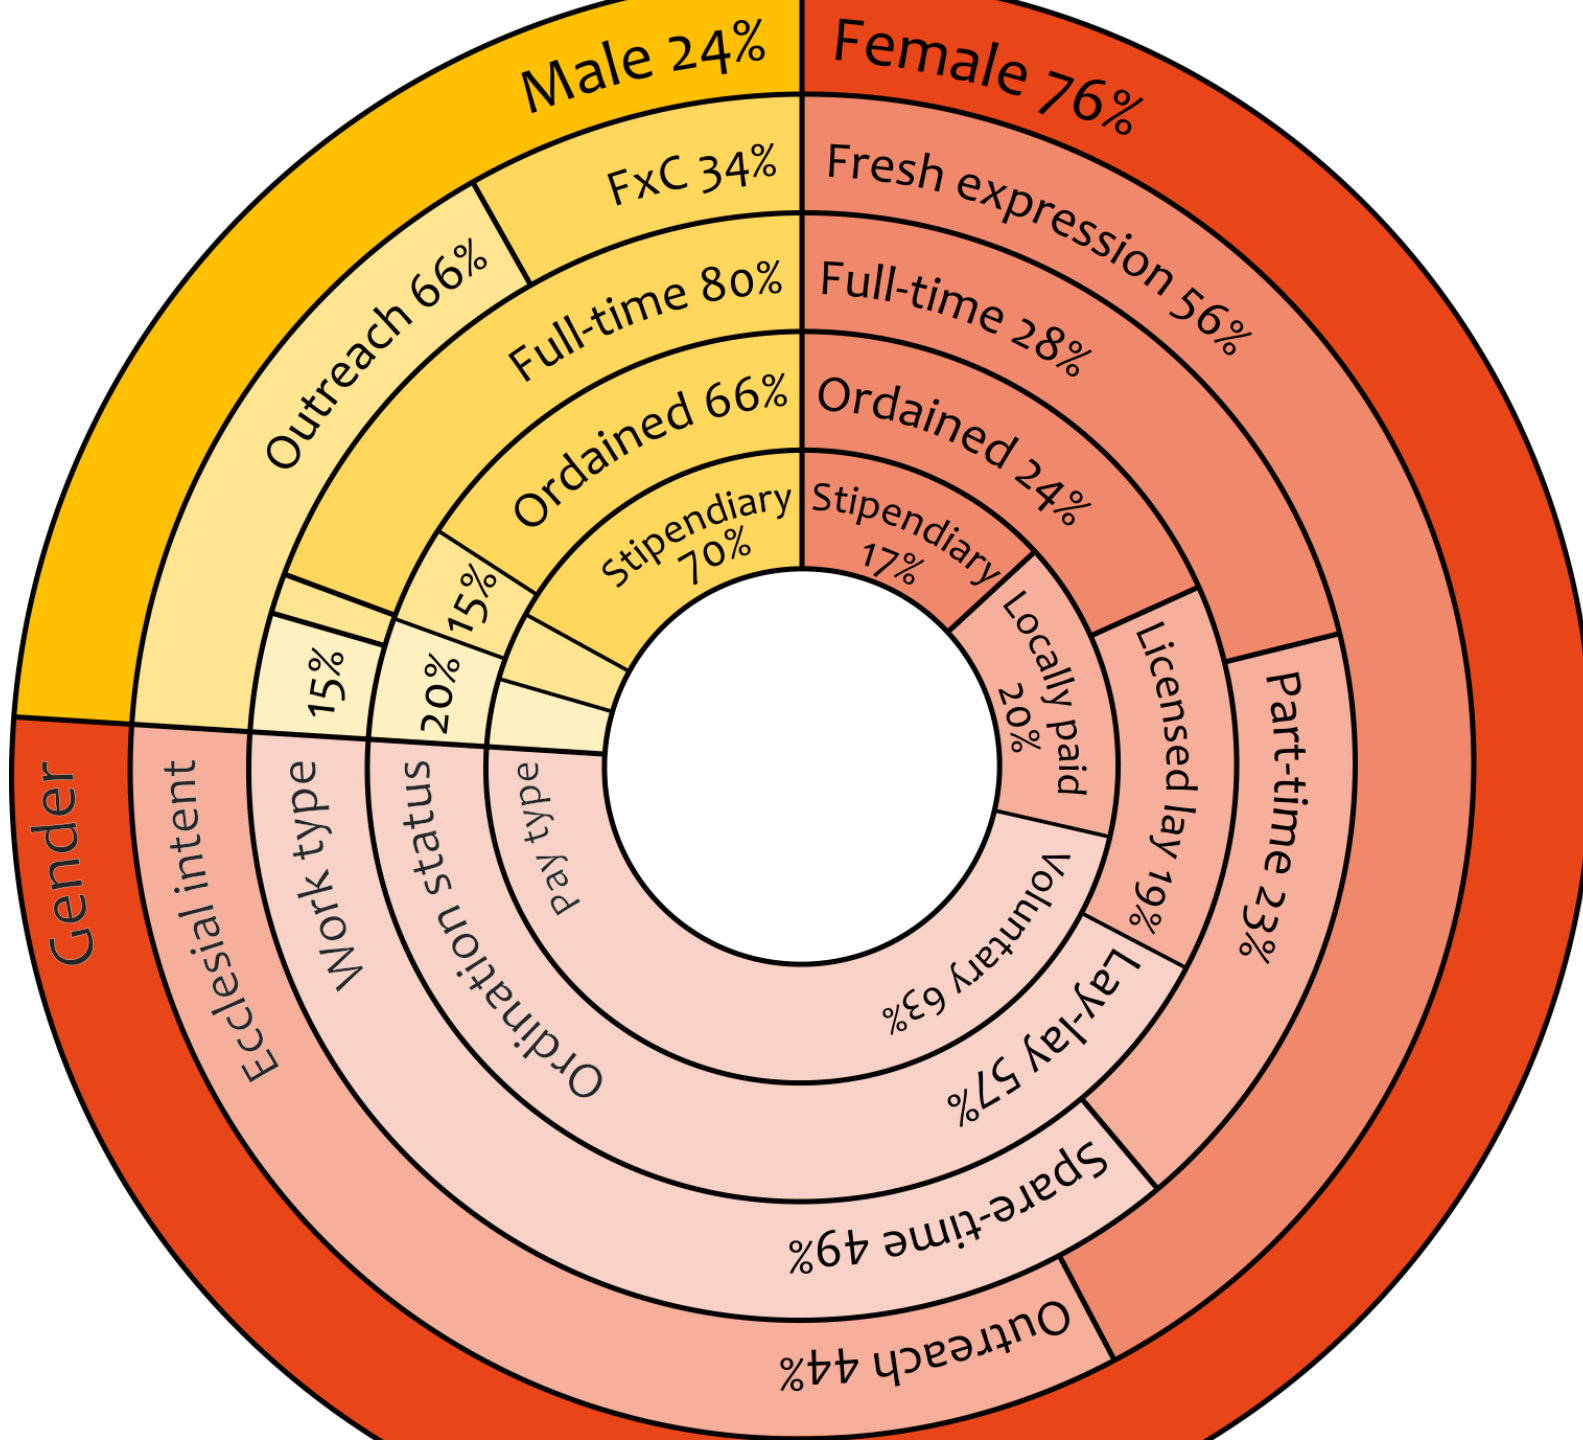 Male 24%
Female 76%
FxC 34%
Outreach 66%
Fresh expression 56%
Outreach 44%
Full-time 80%
15%
Full-time 28%
Part-time 23%
Spare-time 49%
Ordained 66%
15%
20%
Ordained 24%
Licensed lay 19%
Lay-lay 57%
Stipendiary
70%
Stipendiary
17%
Locally paid
20%
Voluntary 63%
Gender
Ecclesial intent
Work type
Ordination status
Pay type